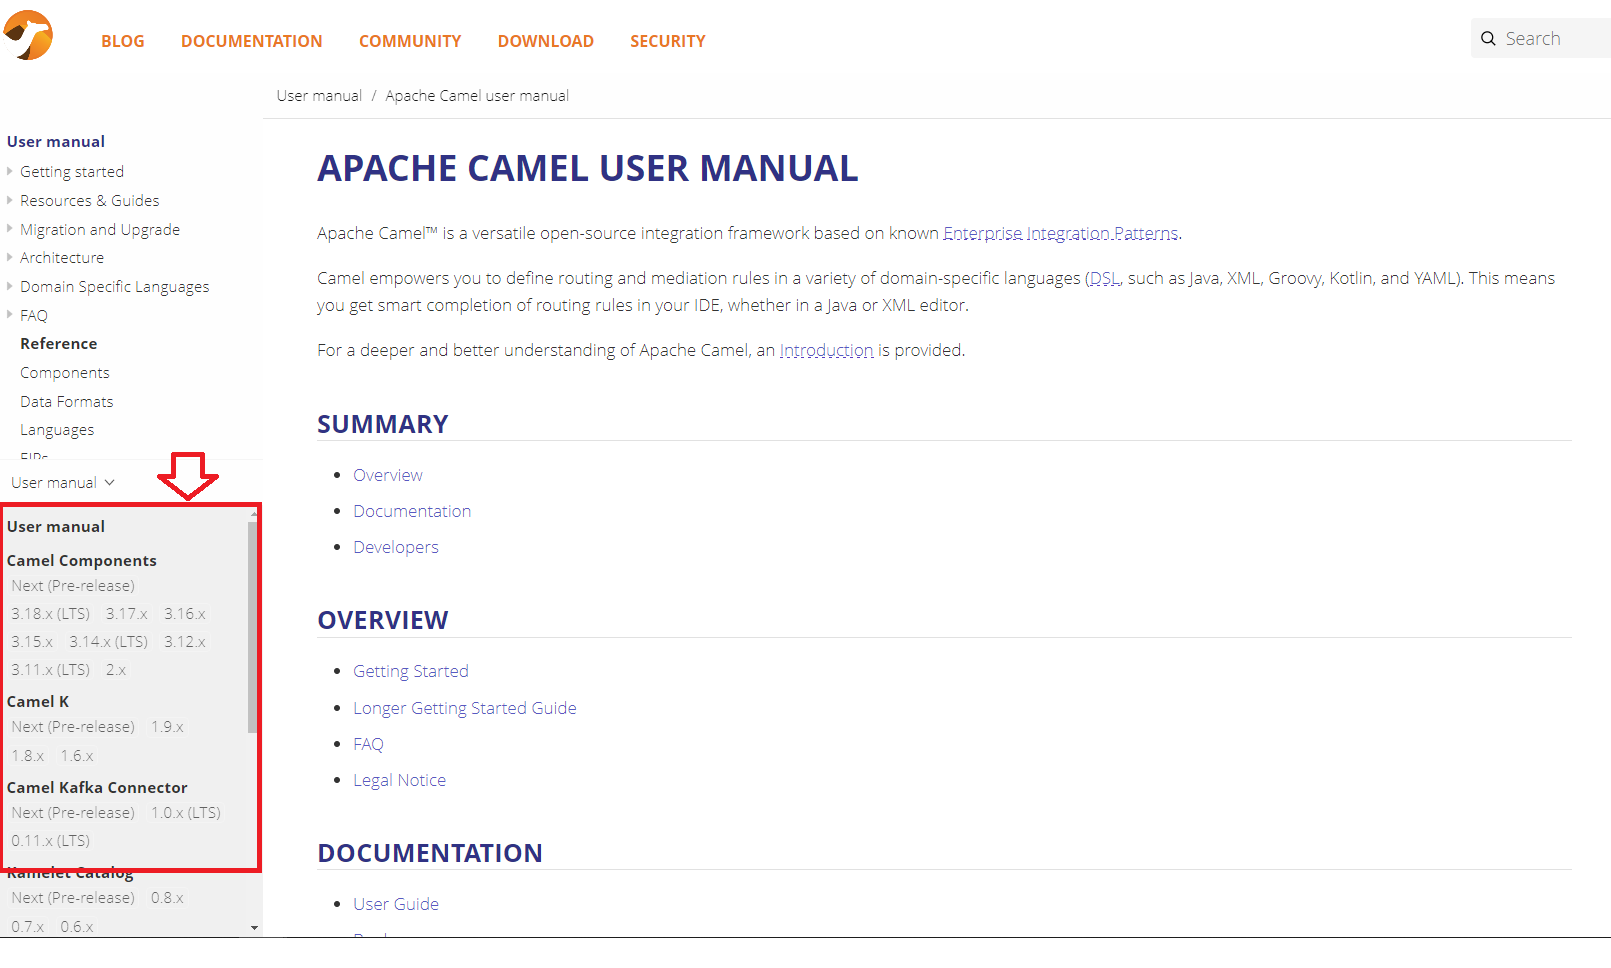 BLOG DOCUMENTATION COMMUNITY DOWNLOAD SECURITY
Search
User manual / Apache Camel user manual
User manual
Getting started
Resources & Guides
Migration and Upgrade
Architecture
Domain Specific Languages
FAQ
Reference
Components
Data Formats
Languages
EIPs
User manual
User manual
Camel Components
Next (Pre-release)
3.18.x (LTS) 3.17.x 3.16.x
3.15.x 3.14.x (LTS) 3.12.x
3.11.x (LTS) 2.x
Camel K
Next (Pre-release) 1.9.x
1.8.x 1.6.x
Camel Kafka Connector
Next (Pre-release) 1.0.x (LTS)
0.11.x (LTS)
Kamelet Catalog
Next (Pre-release) 0.8.x
0.7.x 0.6.x
APACHE CAMEL USER MANUAL
Apache Camel™ is a versatile open-source integration framework based on known Enterprise Integration Patterns.
Camel empowers you to define routing and mediation rules in a variety of domain-specific languages (DSL, such as Java, XML, Groovy, Kotlin, and YAML). This means
you get smart completion of routing rules in your IDE, whether in a Java or XML editor.
For a deeper and better understanding of Apache Camel, an Introduction is provided.
SUMMARY
Overview
Documentation
Developers
OVERVIEW
Getting Started
Longer Getting Started Guide
FAQ
Legal Notice
DOCUMENTATION
User Guide